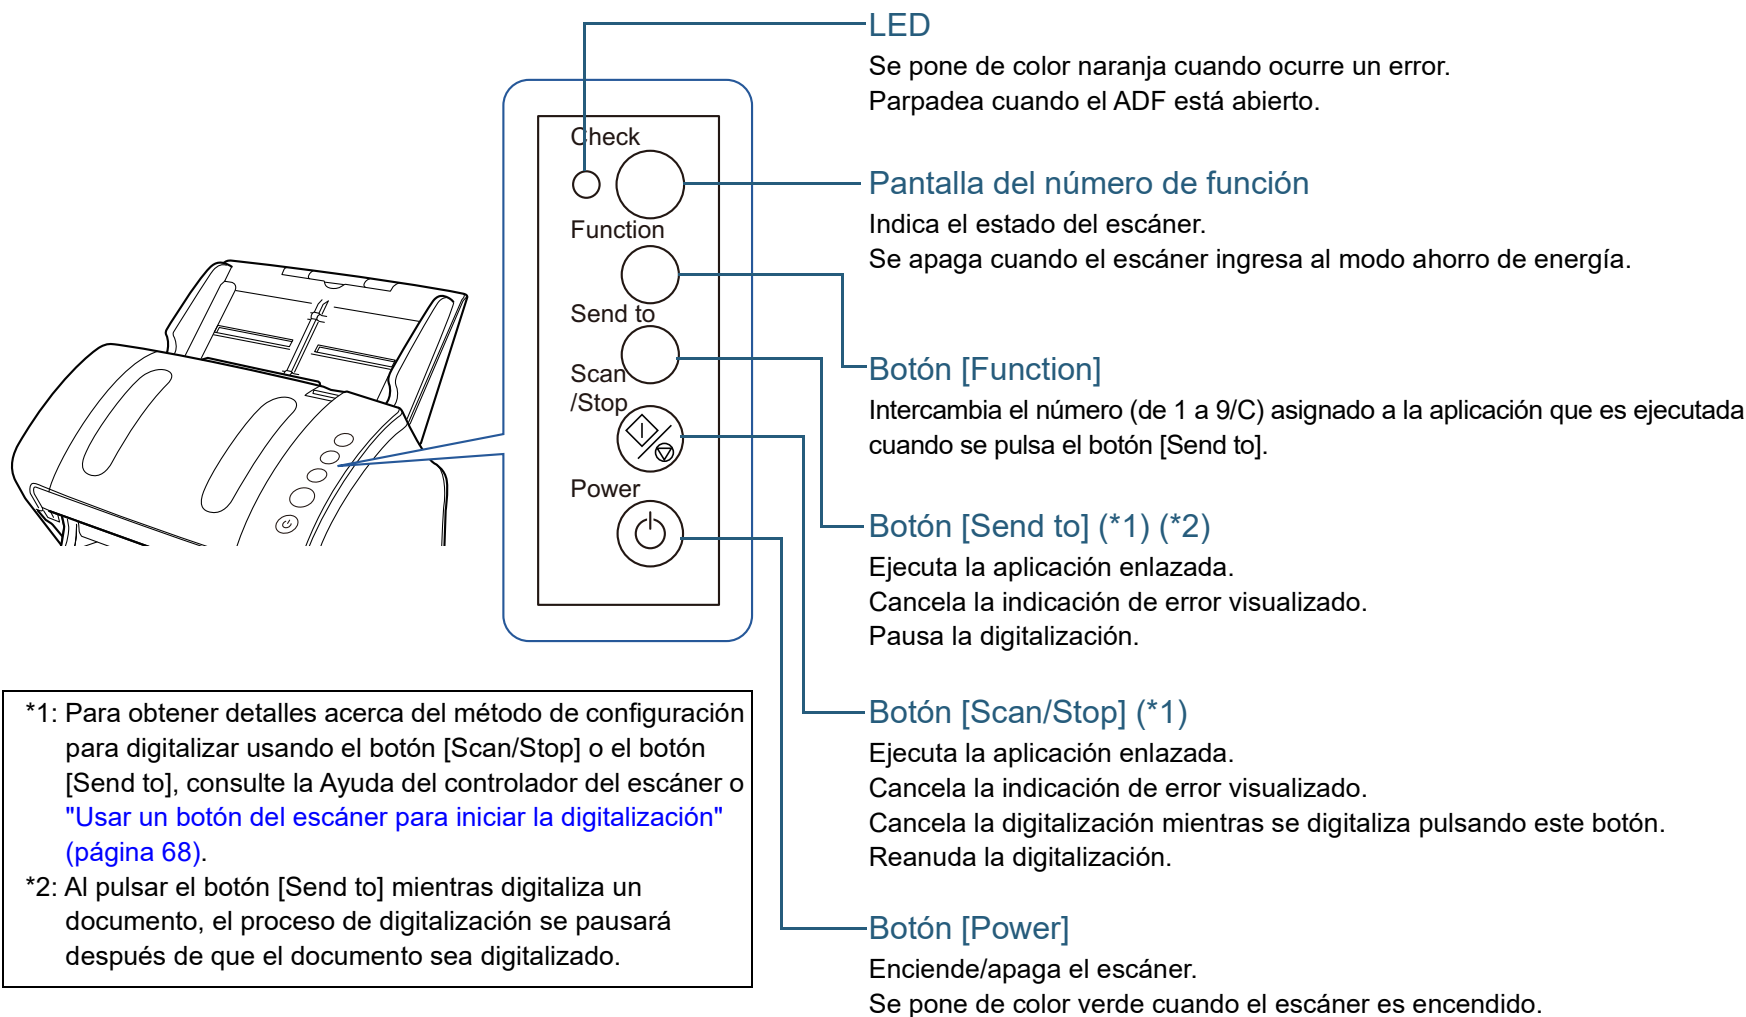 LED
Se pone de color naranja cuando ocurre un error.
Parpadea cuando el ADF está abierto.
Check
Pantalla del número de función
Indica el estado del escáner.
Se apaga cuando el escáner ingresa al modo ahorro de energía.
Function
Send to
Scan
/Stop
Power
Botón [Function]
Intercambia el número (de 1 a 9/C) asignado a la aplicación que es ejecutada
cuando se pulsa el botón [Send to].
Botón [Send to] (*1) (*2)
Ejecuta la aplicación enlazada.
Cancela la indicación de error visualizado.
Pausa la digitalización.
Botón [Scan/Stop] (*1)
Ejecuta la aplicación enlazada.
Cancela la indicación de error visualizado.
Cancela la digitalización mientras se digitaliza pulsando este botón.
Reanuda la digitalización.
Botón [Power]
Enciende/apaga el escáner.
Se pone de color verde cuando el escáner es encendido.
*1: Para obtener detalles acerca del método de configuración
para digitalizar usando el botón [Scan/Stop] o el botón
[Send to], consulte la Ayuda del controlador del escáner o
"Usar un botón del escáner para iniciar la digitalización"
(página 68).
*2: Al pulsar el botón [Send to] mientras digitaliza un
documento, el proceso de digitalización se pausará
después de que el documento sea digitalizado.